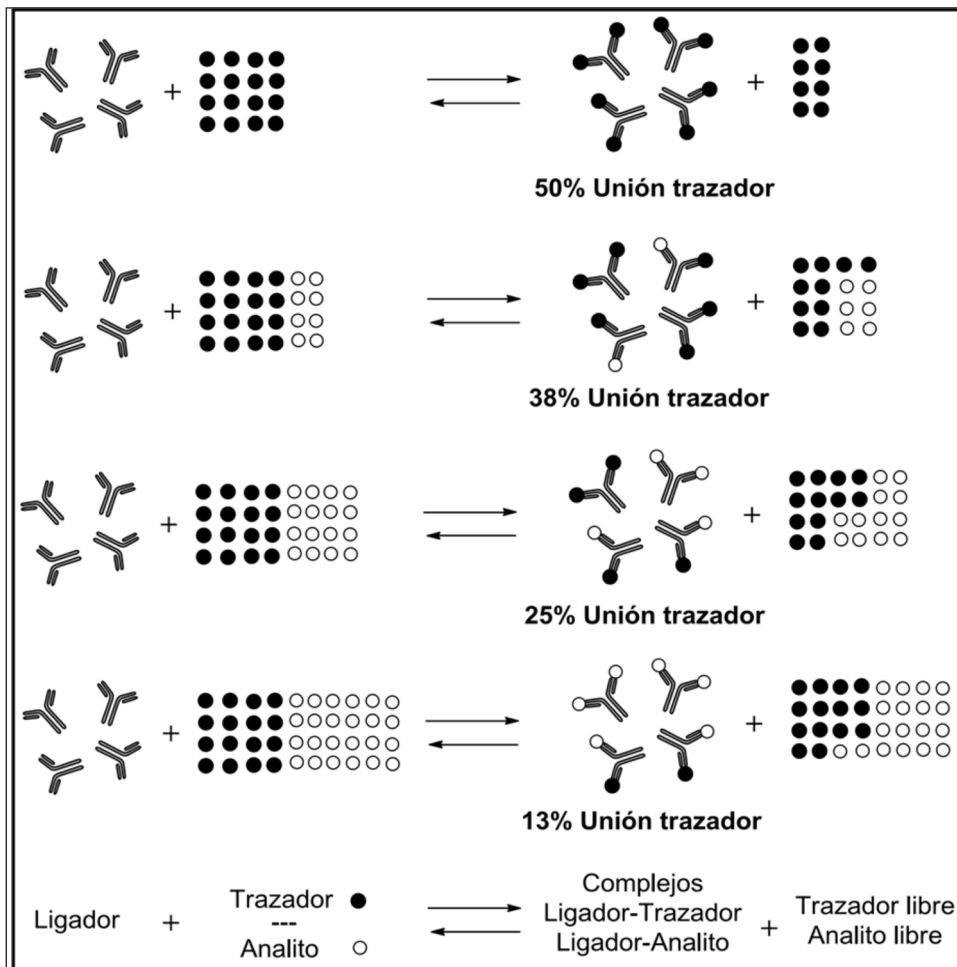 +
+
50% Unión trazador
+
+
38% Unión trazador
+
+
25% Unión trazador
+
+
13% Unión trazador
Ligador + Trazador
---
Analito
Complejos
Ligador-Trazador
Ligador-Analito
+ Trazador libre
Analito libre